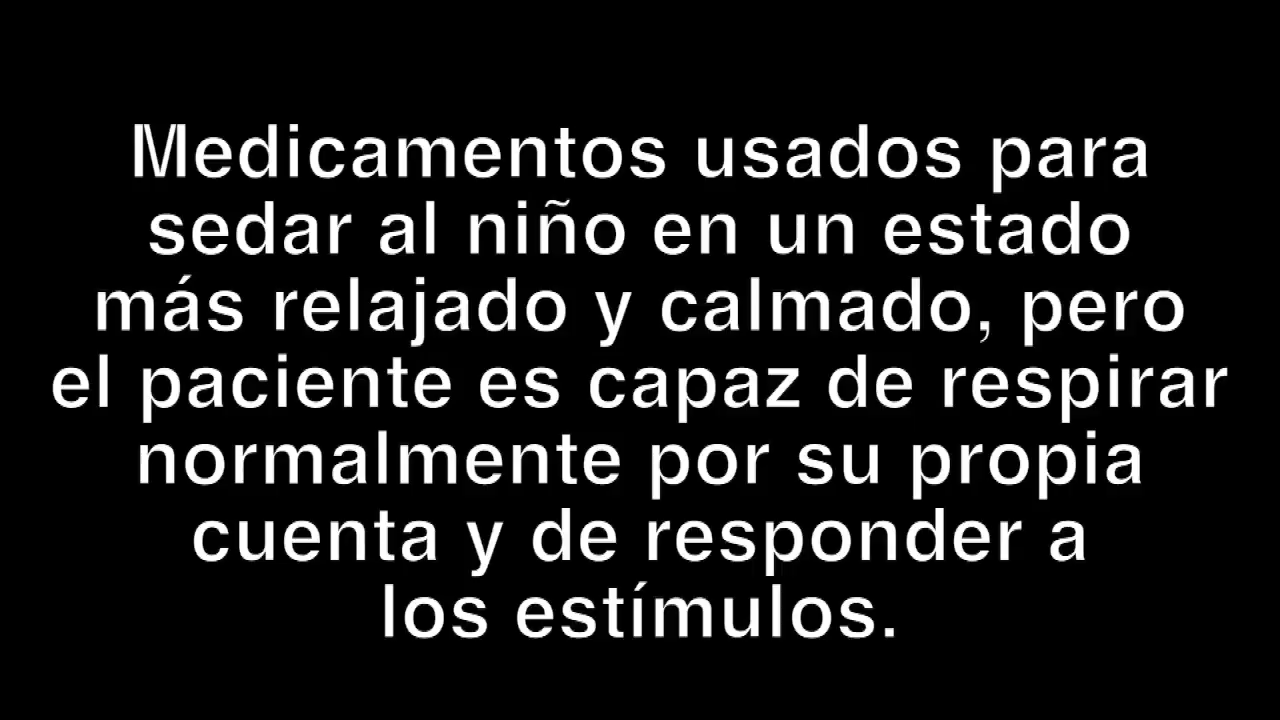 Medicamentos usados para
sedar al niño en un estado
más relajado y calmado, pero
el paciente es capaz de respirar
normalmente por su propia
cuenta y de responder a
los estímulos.